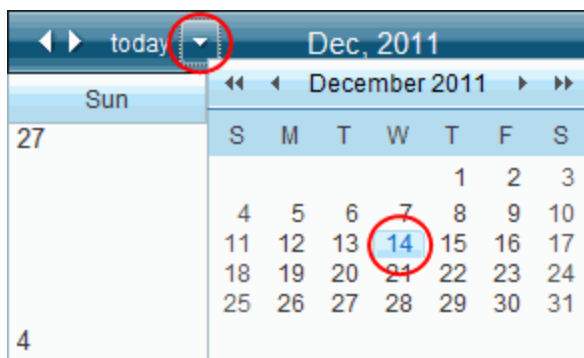 today Dec, 2011
December 2011
Sun
27
S M T W T F S
1 2 3
4 5 6 7 8 9 10
11 12 13 14 15 16 17
18 19 20 21 22 23 24
25 26 27 28 29 30 31
4